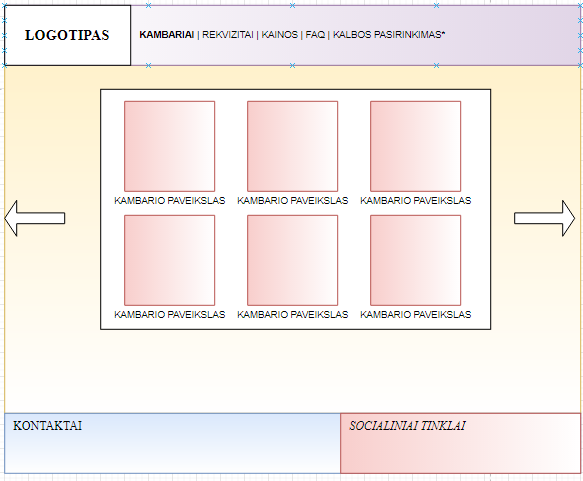 LOGOTIPAS
KAMBARIAI | REKVIZITAI | KAINOS | FAQ | KALBOS PASIRINKIMAS*
KAMBARIO PAVEIKSLAS KAMBARIO PAVEIKSLAS KAMBARIO PAVEIKSLAS
KAMBARIO PAVEIKSLAS KAMBARIO PAVEIKSLAS KAMBARIO PAVEIKSLAS
KONTAKTAI
SOCIALINIAI TINKLAI